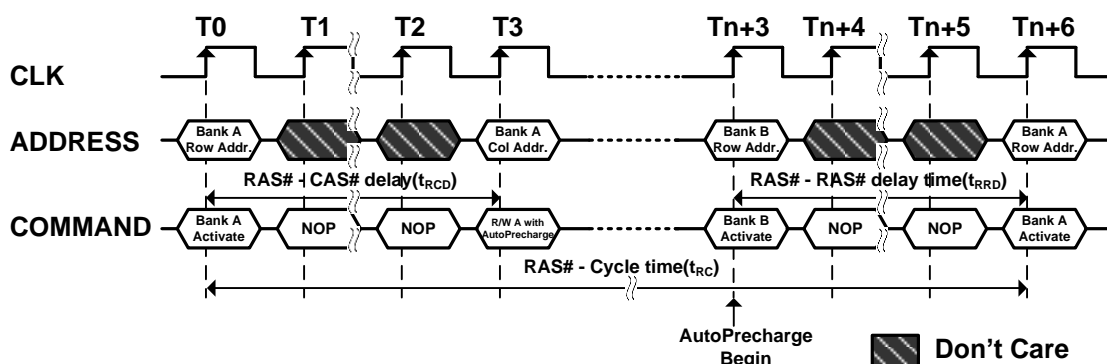 T0 T1 T2 T3 Tn+3 Tn+4 Tn+5 Tn+6
CLK
ADDRESS
Bank A
Row Addr.
Bank A
Col Addr.
Bank B
Row Addr.
Bank A
Row Addr.
RAS# - CAS# delay(tRCD)
RAS# - RAS# delay time(tRRD)
COMMAND
Bank A
Activate
NOP
NOP
R/W A with
AutoPrecharge
Bank B
Activate
NOP
NOP
Bank A
Activate
RAS# - Cycle time(tRC)
AutoPrecharge
Begin
Don't Care